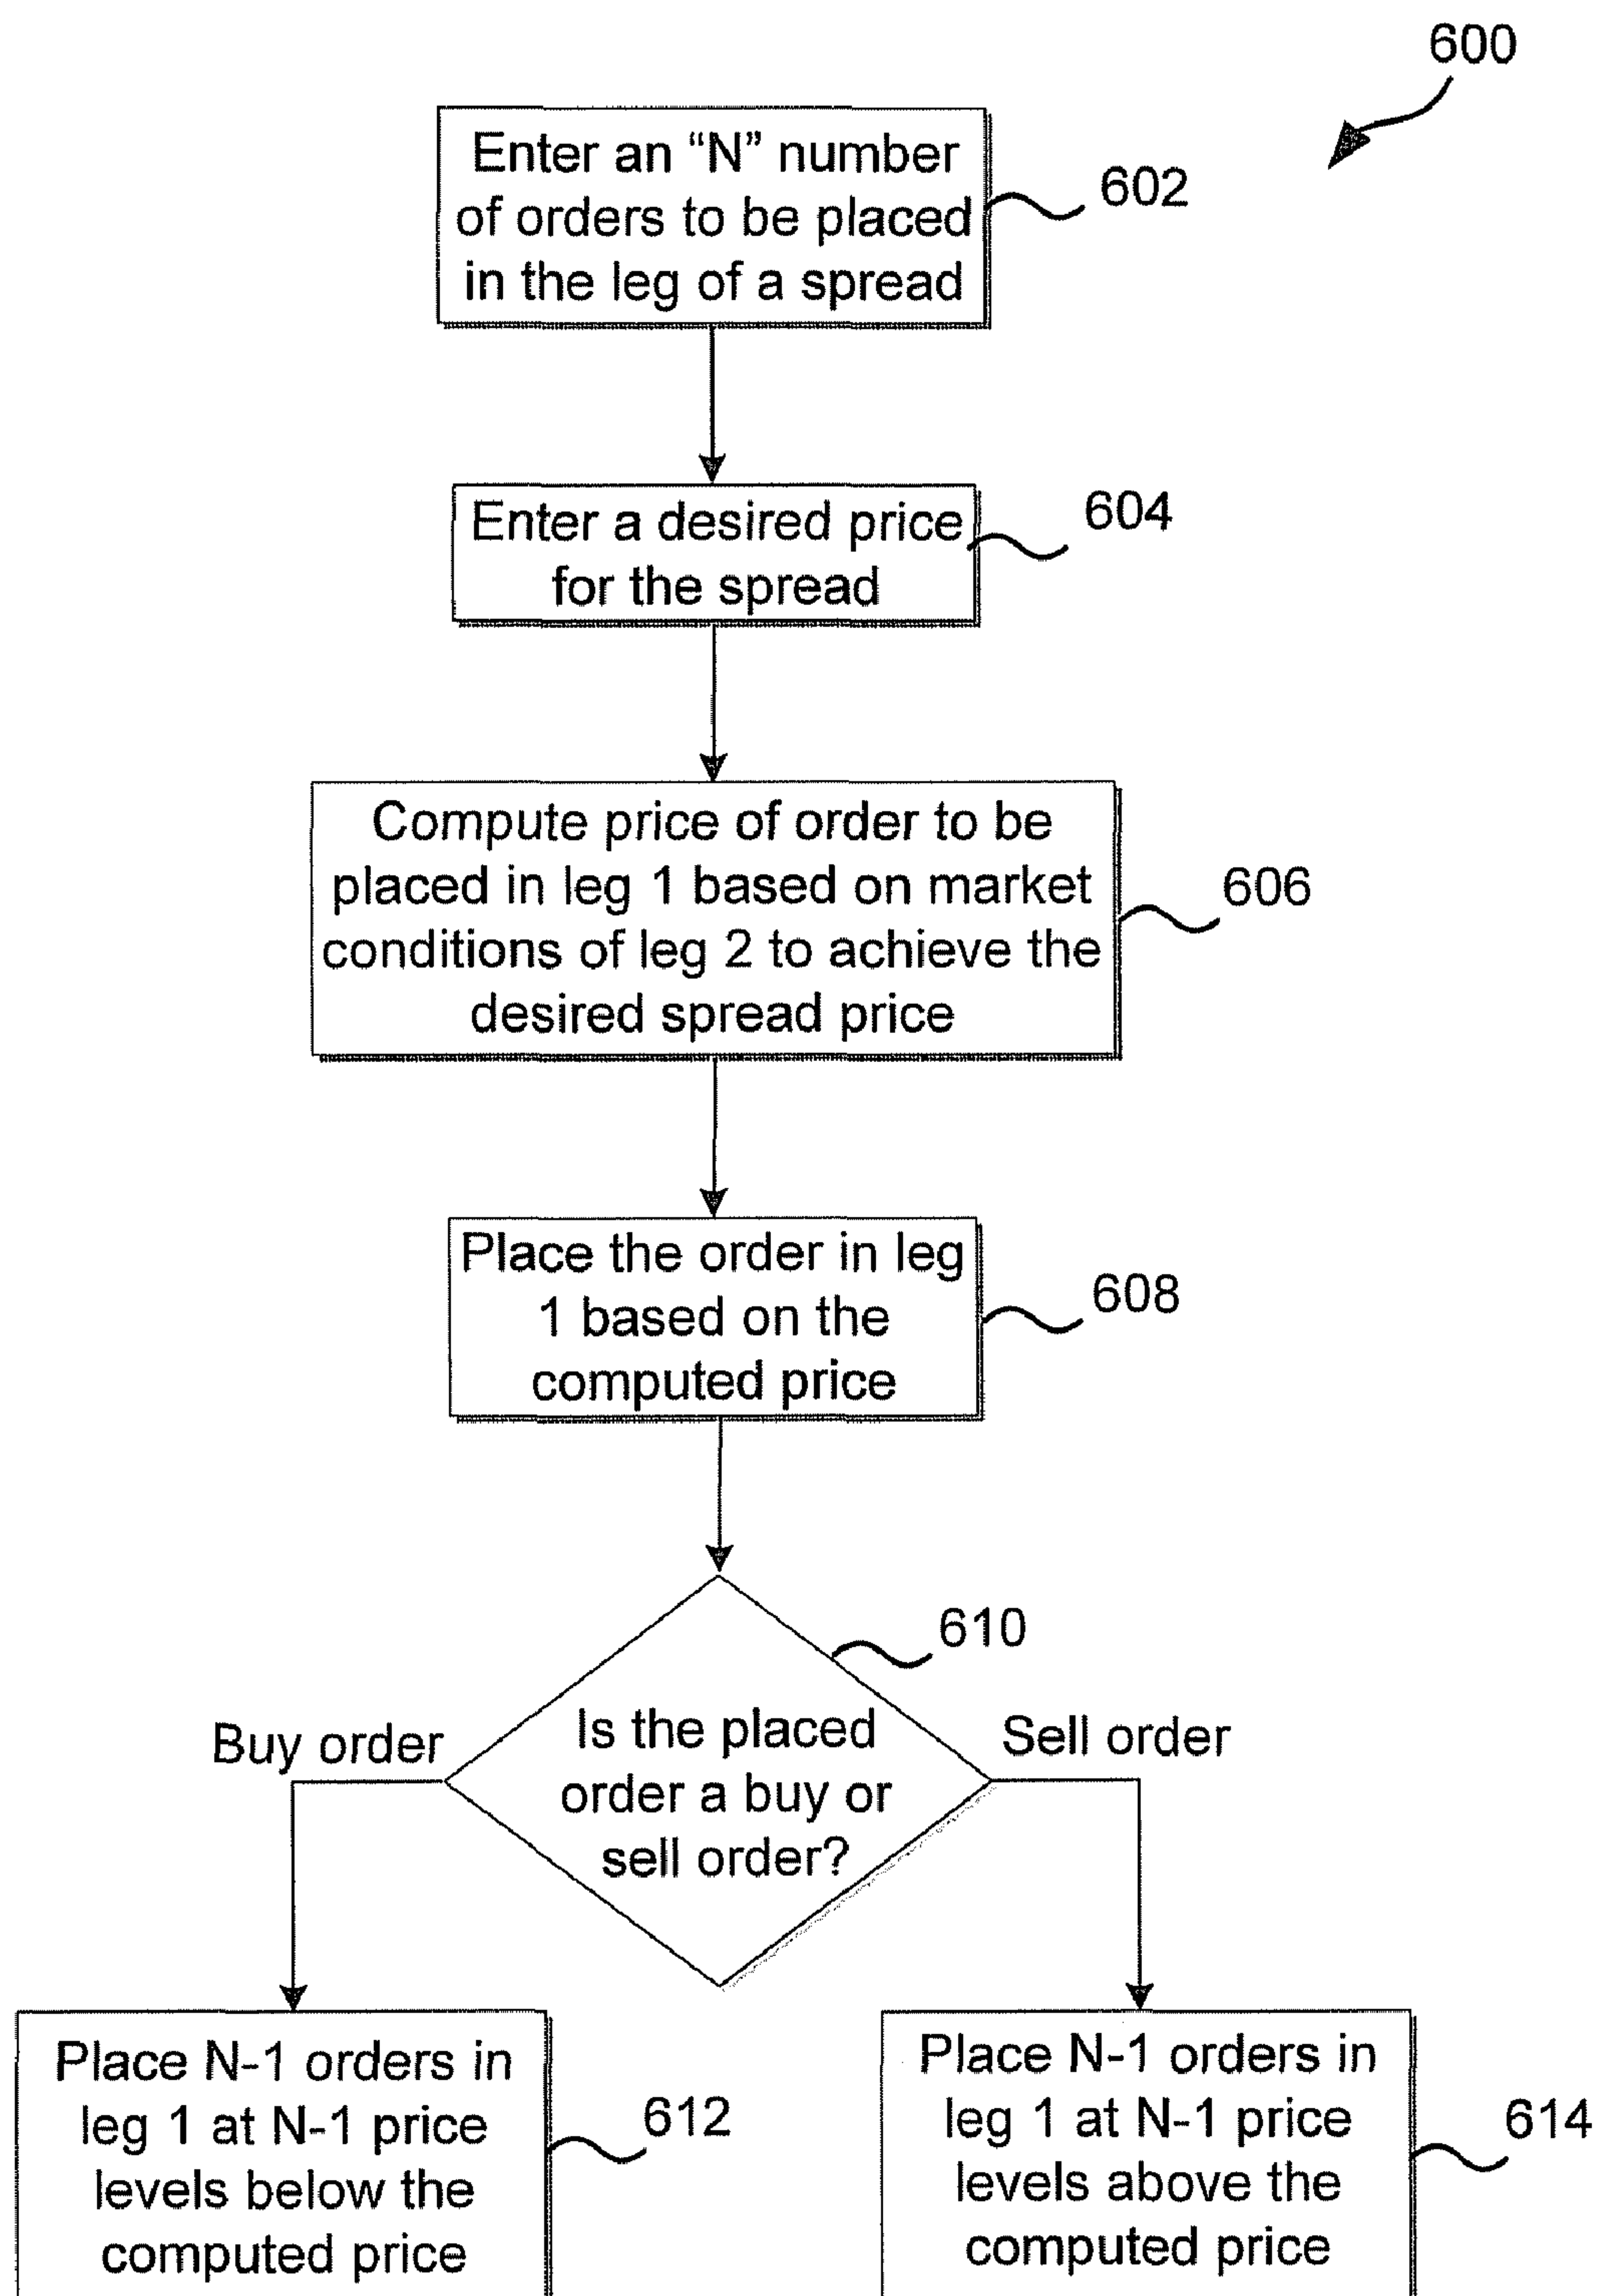 600
Enter an “N” number
of orders to be placed
in the leg of a spread
602
Enter a desired price
for the spread
604
Compute price of order to be
placed in leg 1 based on market
conditions of leg 2 to achieve the
desired spread price
606
Place the order in leg
1 based on the
computed price
608
610
Is the placed
order a buy or
sell order?
Buy order
Sell order
Place N-1 orders in
leg 1 at N-1 price
levels below the
computed price
612
Place N-1 orders in
leg 1 at N-1 price
levels above the
computed price
614